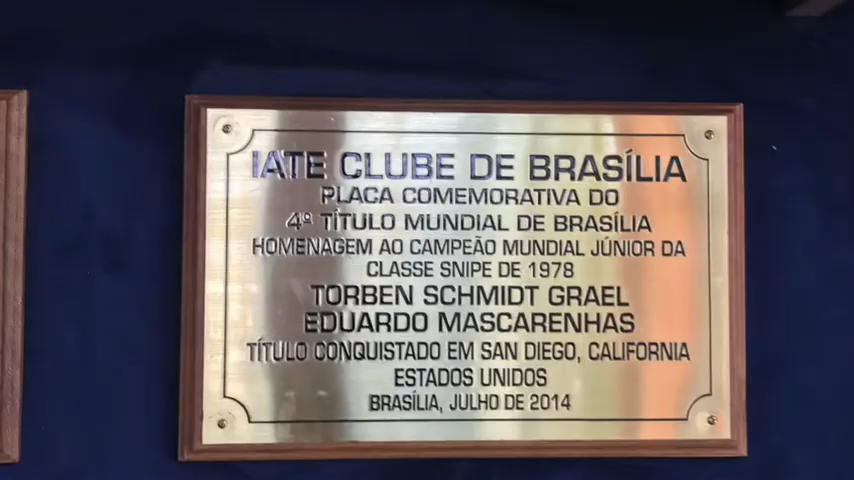 IATE CLUBE DE BRASÍLIA
PLACA COMEMORATIVA DO
4º TÍTULO MUNDIAL DE BRASÍLIA
HOMENAGEM AO CAMPEÃO MUNDIAL JÚNIOR DA
CLASSE SNIPE DE 1978
TORBEN SCHMIDT GRAEL
EDUARDO MASCARENHAS
TÍTULO CONQUISTADO EM SAN DIEGO, CALIFORNIA
ESTADOS UNIDOS
BRASÍLIA, JULHO DE 2014